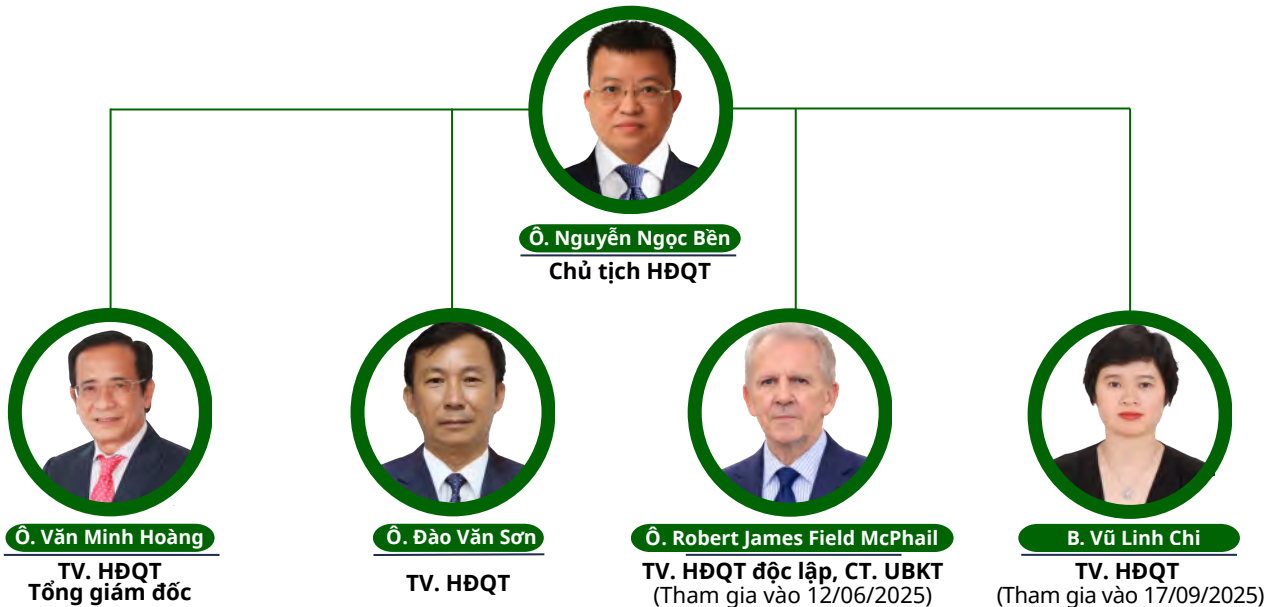 Ô. Nguyễn Ngọc Bền
Chủ tịch HĐQT
Ô. Văn Minh Hoàng
TV. HĐQT
Tổng giám đốc
Ô. Đào Văn Sơn
TV. HĐQT
Ô. Robert James Field McPhail
TV. HĐQT độc lập, CT. UBKT
(Tham gia vào 12/06/2025)
B. Vũ Linh Chi
TV. HĐQT
(Tham gia vào 17/09/2025)